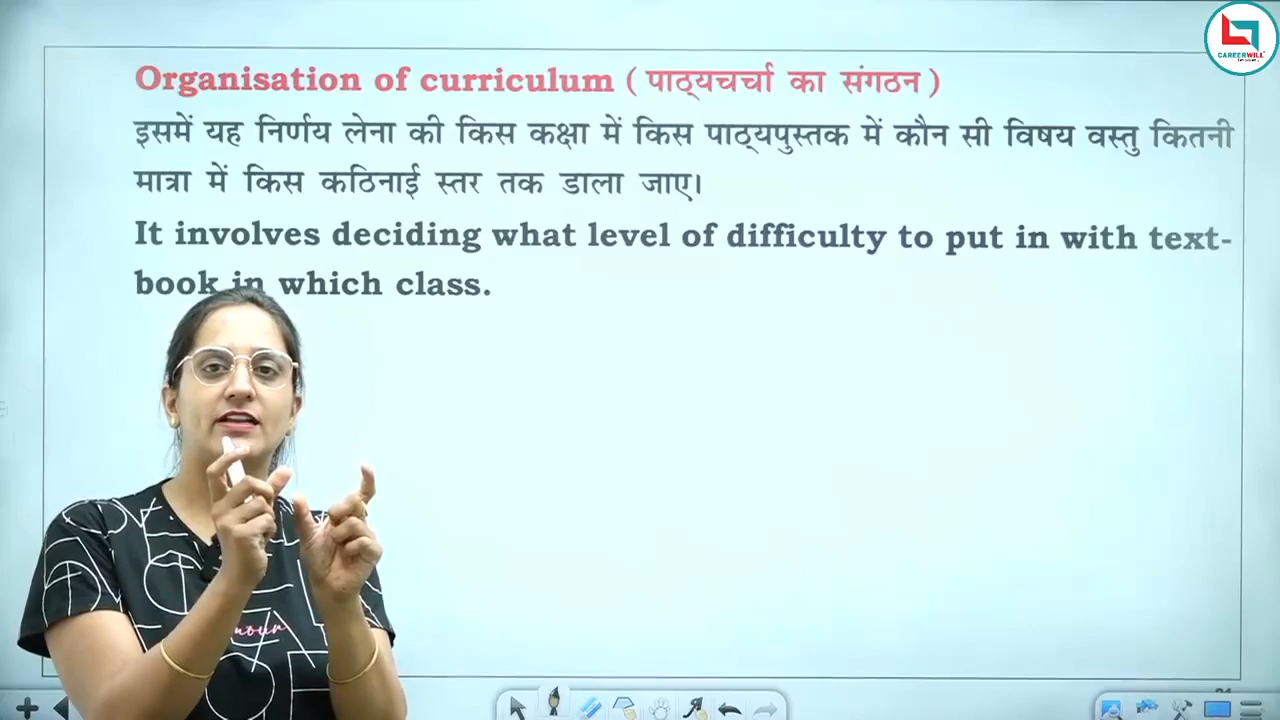 CAREERWILL
Organisation of curriculum ( पाठ्यचर्चा का संगठन )
इसमें यह निर्णय लेना की किस कक्षा में किस पाठ्यपुस्तक में कौन सी विषय वस्तु कितनी
मात्रा में किस कठिनाई स्तर तक डाला जाए।
It involves deciding what level of difficulty to put in with text-
book in which class.